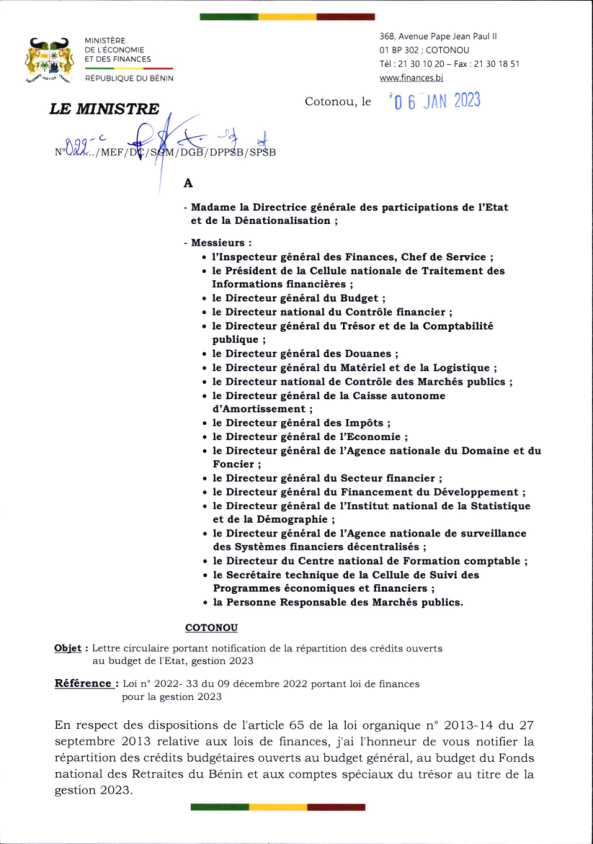 MINISTÈRE
DE L'ÉCONOMIE
ET DES FINANCES
RÉPUBLIQUE DU BÉNIN
368, Avenue Pape Jean Paul II
01 BP 302 ; COTONOU
Tél : 21 30 10 20 – Fax : 21 30 18 51
www.finances.bj
LE MINISTRE
Cotonou, le 06 JAN 2023
N°022-c/MEF/DC/SGM/DGB/DPPSB/SPSB
A
- Madame la Directrice générale des participations de l'Etat
et de la Dénationalisation ;
- Messieurs :
• l'Inspecteur général des Finances, Chef de Service ;
• le Président de la Cellule nationale de Traitement des
Informations financières ;
• le Directeur général du Budget ;
• le Directeur national du Contrôle financier ;
• le Directeur général du Trésor et de la Comptabilité
publique ;
• le Directeur général des Douanes ;
• le Directeur général du Matériel et de la Logistique ;
• le Directeur national de Contrôle des Marchés publics ;
• le Directeur général de la Caisse autonome
d'Amortissement ;
• le Directeur général des Impôts ;
• le Directeur général de l'Economie ;
• le Directeur général de l'Agence nationale du Domaine et du
Foncier ;
• le Directeur général du Secteur financier ;
• le Directeur général du Financement du Développement ;
• le Directeur général de l'Institut national de la Statistique
et de la Démographie ;
• le Directeur général de l'Agence nationale de surveillance
des Systèmes financiers décentralisés ;
• le Directeur du Centre national de Formation comptable ;
• le Secrétaire technique de la Cellule de Suivi des
Programmes économiques et financiers ;
• la Personne Responsable des Marchés publics.
COTONOU
Objet : Lettre circulaire portant notification de la répartition des crédits ouverts
au budget de l'Etat, gestion 2023
Référence : Loi n° 2022- 33 du 09 décembre 2022 portant loi de finances
pour la gestion 2023
En respect des dispositions de l'article 65 de la loi organique n° 2013-14 du 27
septembre 2013 relative aux lois de finances, j'ai l'honneur de vous notifier la
répartition des crédits budgétaires ouverts au budget général, au budget du Fonds
national des Retraites du Bénin et aux comptes spéciaux du trésor au titre de la
gestion 2023.